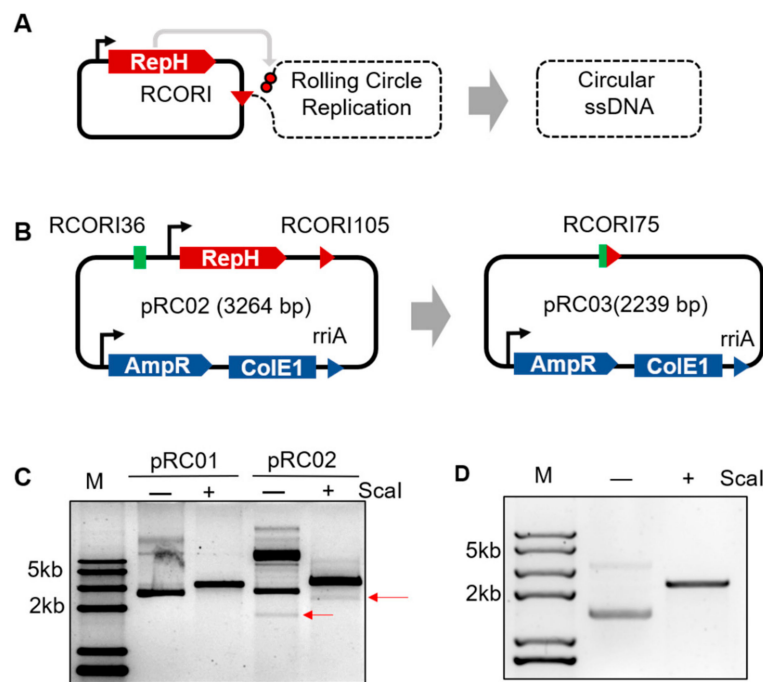 A
RepH
RCORI
Rolling Circle
Replication
Circular
ssDNA
B
RCORI36
RCORI105
RepH
pRC02 (3264 bp)
rriA
AmpR
ColE1
RCORI75
pRC03(2239 bp)
rriA
AmpR
ColE1
C
pRC01
pRC02
M
—
+
—
+
ScaI
5kb
2kb
D
M
—
+
ScaI
5kb
2kb